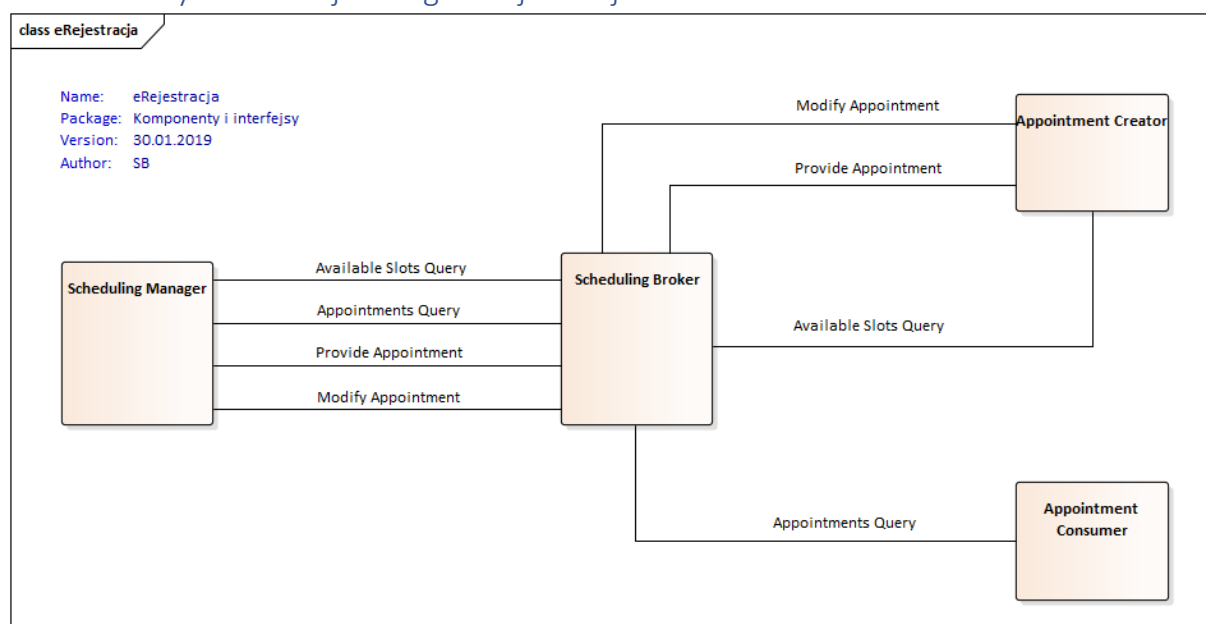 class eRejestracja
Name: eRejestracja
Package: Komponenty i interfejsy
Version: 30.01.2019
Author: SB
Modify Appointment
Appointment Creator
Provide Appointment
Available Slots Query
Scheduling Manager
Scheduling Broker
Appointments Query
Provide Appointment
Available Slots Query
Modify Appointment
Appointments Query
Appointment
Consumer